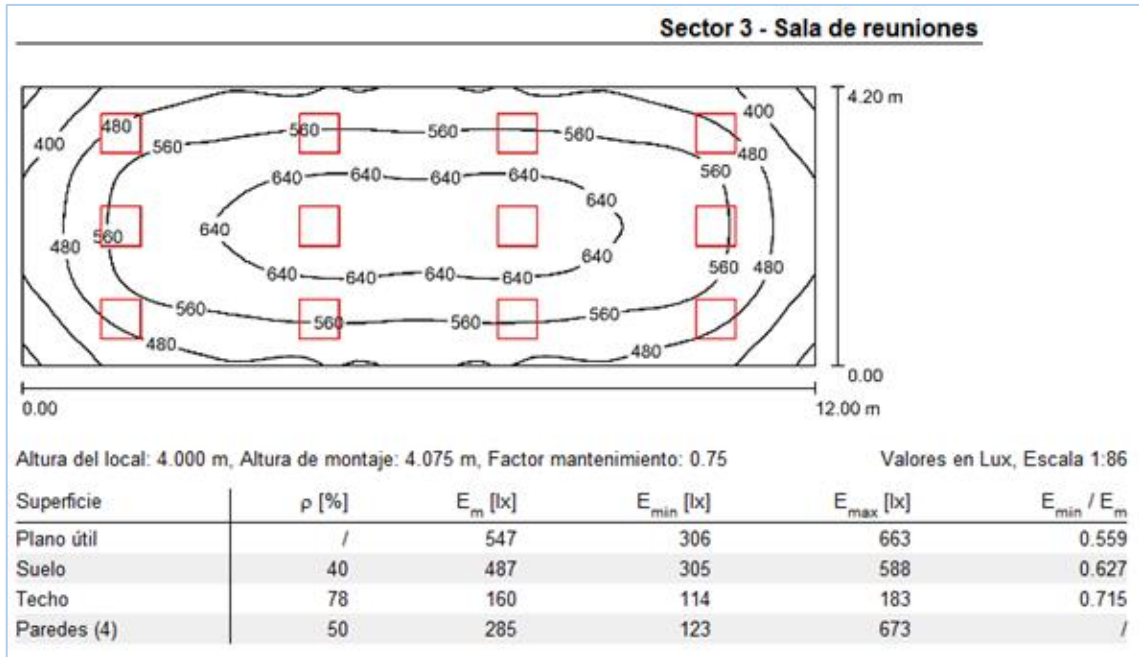 Sector 3 - Sala de reuniones
4.20 m
400
480 560 560 560
400
560 480
560
640 640 640 640
640
640
480 560
640
560 480
640 640 640 640
560 560 560 560
480 480
0.00
0.00 12.00 m
Altura del local: 4.000 m, Altura de montaje: 4.075 m, Factor mantenimiento: 0.75 Valores en Lux, Escala 1:86
Superficie ρ [%] Em [lx] Emin [lx] Emax [lx] Emin / Em
Plano útil / 547 306 663 0.559
Suelo 40 487 305 588 0.627
Techo 78 160 114 183 0.715
Paredes (4) 50 285 123 673 /